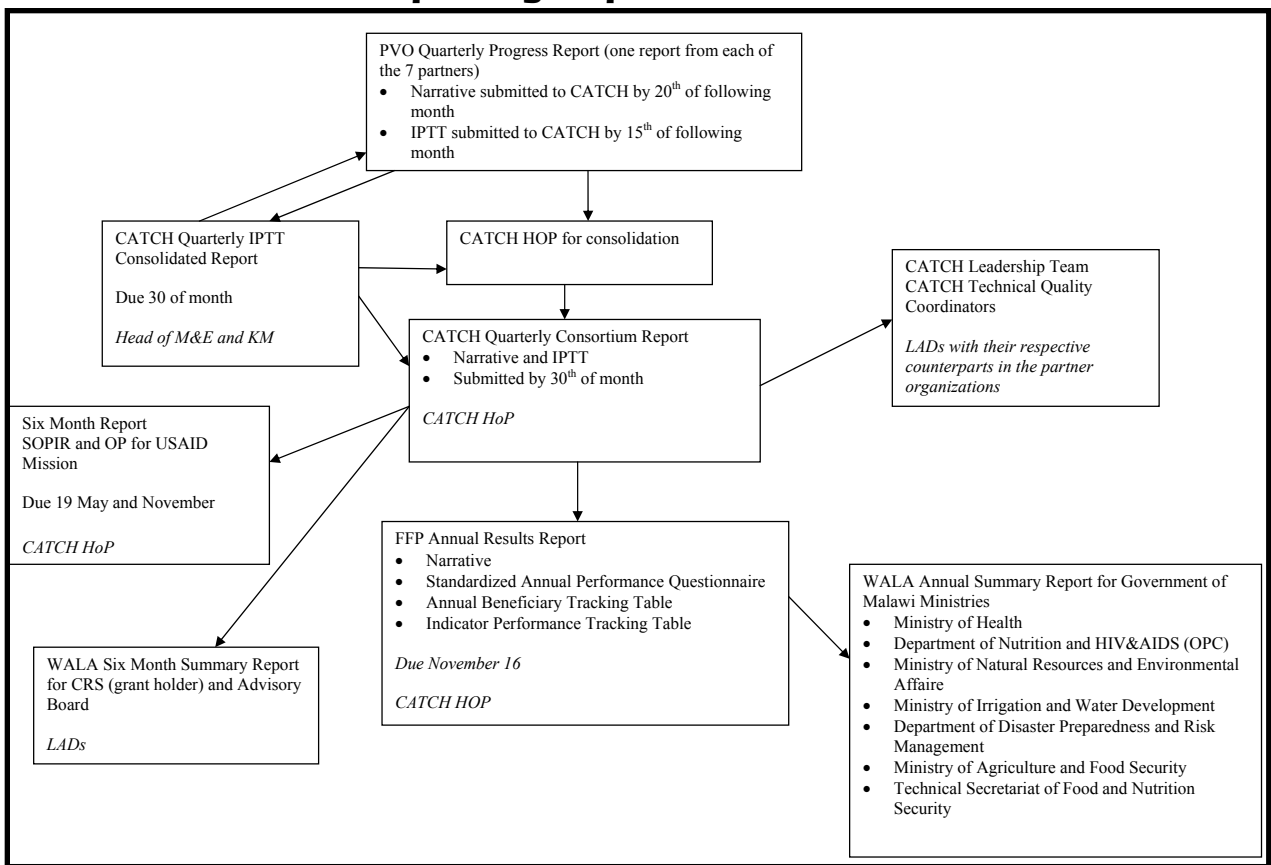 PVO Quarterly Progress Report (one report from each of
the 7 partners)
• Narrative submitted to CATCH by 20th of following
month
• IPTT submitted to CATCH by 15th of following
month
CATCH Quarterly IPTT
Consolidated Report
Due 30 of month
Head of M&E and KM
CATCH HOP for consolidation
CATCH Leadership Team
CATCH Technical Quality
Coordinators
LADs with their respective
counterparts in the partner
organizations
CATCH Quarterly Consortium Report
• Narrative and IPTT
• Submitted by 30th of month
CATCH HoP
Six Month Report
SOPIR and OP for USAID
Mission
Due 19 May and November
CATCH HoP
FFP Annual Results Report
• Narrative
• Standardized Annual Performance Questionnaire
• Annual Beneficiary Tracking Table
• Indicator Performance Tracking Table
Due November 16
CATCH HOP
WALA Annual Summary Report for Government of
Malawi Ministries
• Ministry of Health
• Department of Nutrition and HIV&AIDS (OPC)
• Ministry of Natural Resources and Environmental
Affaire
• Ministry of Irrigation and Water Development
• Department of Disaster Preparedness and Risk
Management
• Ministry of Agriculture and Food Security
• Technical Secretariat of Food and Nutrition
Security
WALA Six Month Summary Report
for CRS (grant holder) and Advisory
Board
LADs